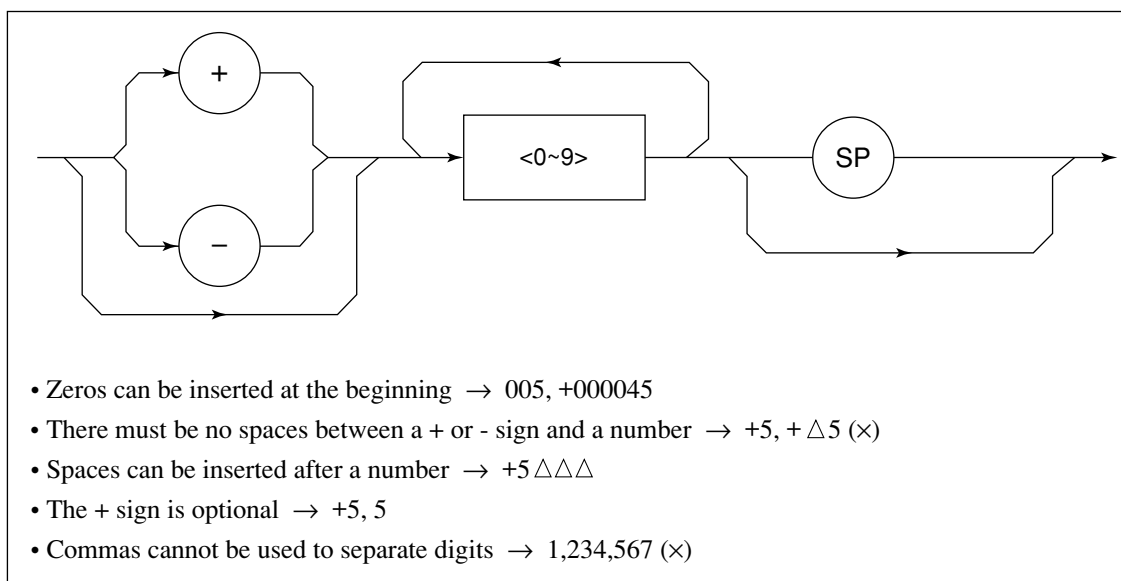 +
<0~9>
SP
−
• Zeros can be inserted at the beginning → 005, +000045
• There must be no spaces between a + or - sign and a number → +5, + △5 (×)
• Spaces can be inserted after a number → +5△△△
• The + sign is optional → +5, 5
• Commas cannot be used to separate digits → 1,234,567 (×)